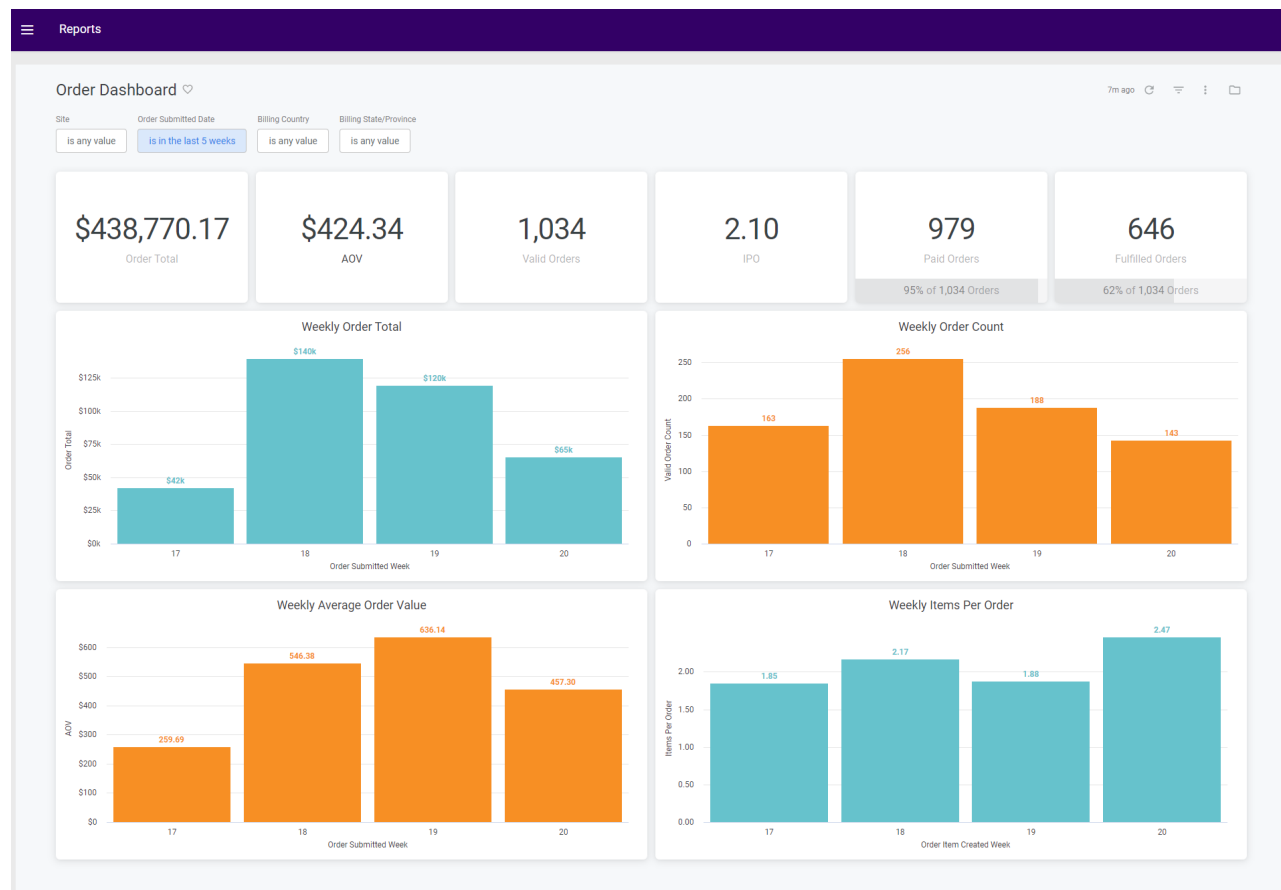 Reports
Order Dashboard
7m ago
Site Order Submitted Date Billing Country Billing State/Province
is any value is in the last 5 weeks is any value is any value
$438,770.17
Order Total
$424.34
AOV
1,034
Valid Orders
2.10
IPO
979
Paid Orders
95% of 1,034 Orders
646
Fulfilled Orders
62% of 1,034 Orders
Weekly Order Total
Order Total
$125k
$100k
$75k
$50k
$25k
$0k
$42k
$140k
$120k
$65k
17 18 19 20
Order Submitted Week
Weekly Order Count
Valid Order Count
250
200
150
100
50
0
163
256
188
143
17 18 19 20
Order Submitted Week
Weekly Average Order Value
AOV
$600
$500
$400
$300
$200
$100
$0
259.69
546.38
636.14
457.30
17 18 19 20
Order Submitted Week
Weekly Items Per Order
Items Per Order
2.00
1.50
1.00
0.50
0.00
1.85
2.17
1.88
2.47
17 18 19 20
Order Item Created Week